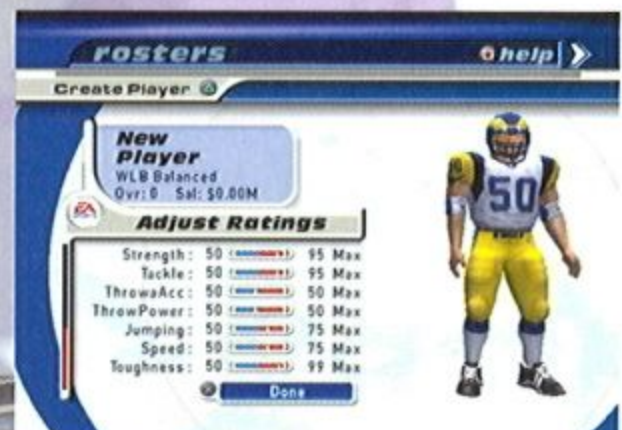 rosters
help
Create Player
New
Player
WLB Balanced
Ovr: 0 Sal: $0.00M
EA
Adjust Ratings
Strength: 50 95 Max
Tackle: 50 95 Max
ThrowaAcc: 50 50 Max
ThrowPower: 50 50 Max
Jumping: 50 75 Max
Speed: 50 75 Max
Toughness: 50 99 Max
Done
50